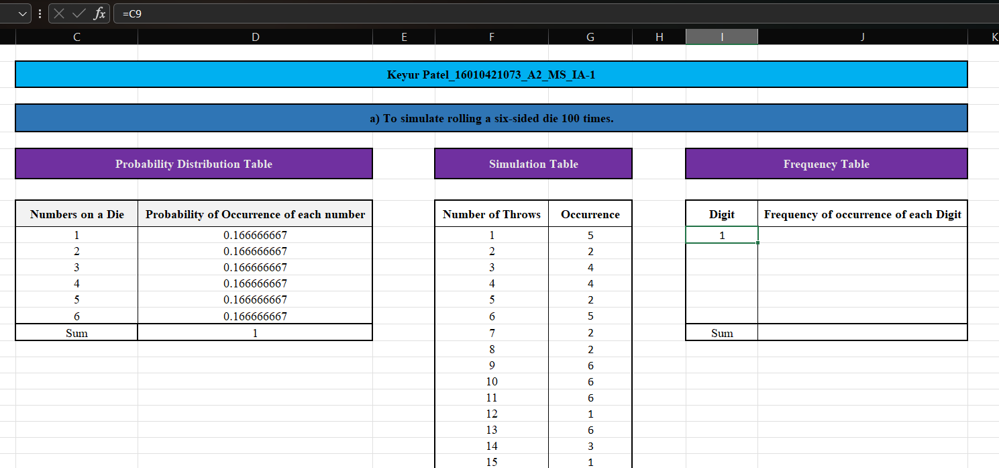 fx =C9
C D E F G H I J K
Keyur Patel_16010421073_A2_MS_IA-1
a) To simulate rolling a six-sided die 100 times.
Probability Distribution Table Simulation Table Frequency Table
Numbers on a Die Probability of Occurrence of each number Number of Throws Occurrence Digit Frequency of occurrence of each Digit
1 0.166666667 1 5 1
2 0.166666667 2 2
3 0.166666667 3 4
4 0.166666667 4 4
5 0.166666667 5 2
6 0.166666667 6 5
Sum 1 7 2 Sum
8 2
9 6
10 6
11 6
12 1
13 6
14 3
15 1